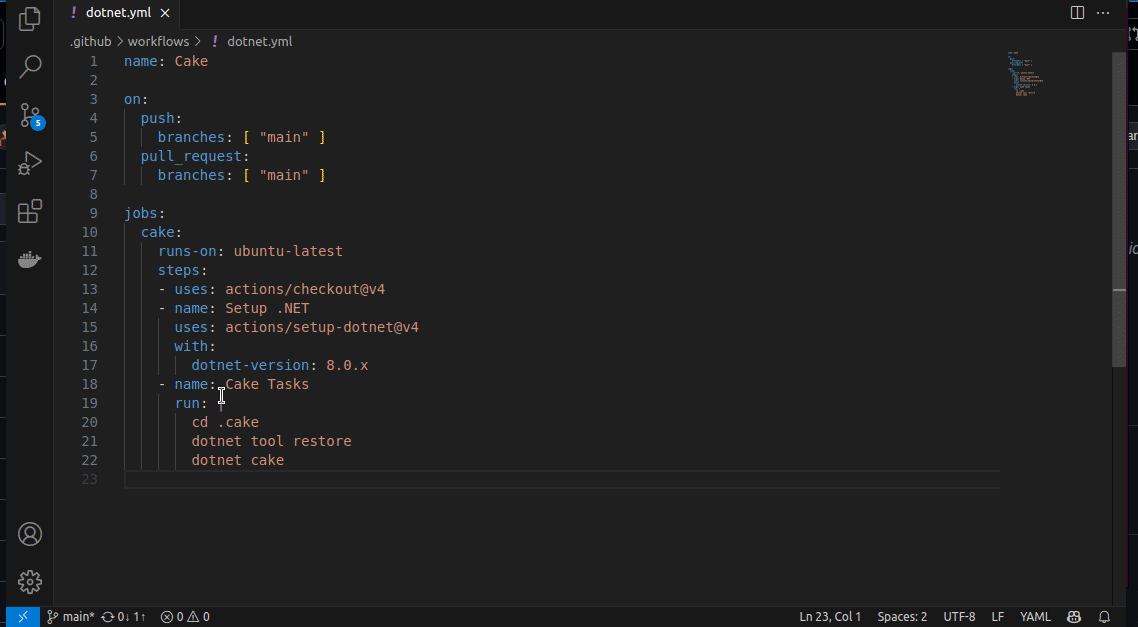 dotnet.yml
.github > workflows > dotnet.yml
1 name: Cake
2
3 on:
4 push:
5 branches: [ "main" ]
6 pull_request:
7 branches: [ "main" ]
8
9 jobs:
10 cake:
11 runs-on: ubuntu-latest
12 steps:
13 - uses: actions/checkout@v4
14 - name: Setup .NET
15 uses: actions/setup-dotnet@v4
16 with:
17 dotnet-version: 8.0.x
18 - name: Cake Tasks
19 run: |
20 cd .cake
21 dotnet tool restore
22 dotnet cake
23
5
main* 0↓ 1↑ 0 0 Ln 23, Col 1 Spaces: 2 UTF-8 LF YAML